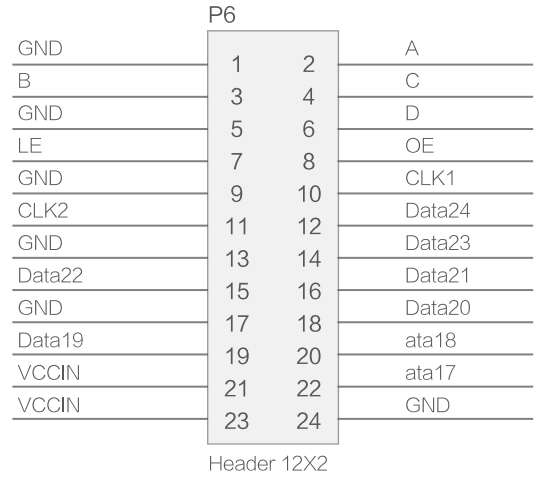 P6
GND 1 2 A
B 3 4 C
GND 5 6 D
LE 7 8 OE
GND 9 10 CLK1
CLK2 11 12 Data24
GND 13 14 Data23
Data22 15 16 Data21
GND 17 18 Data20
Data19 19 20 ata18
VCCIN 21 22 ata17
VCCIN 23 24 GND
Header 12X2